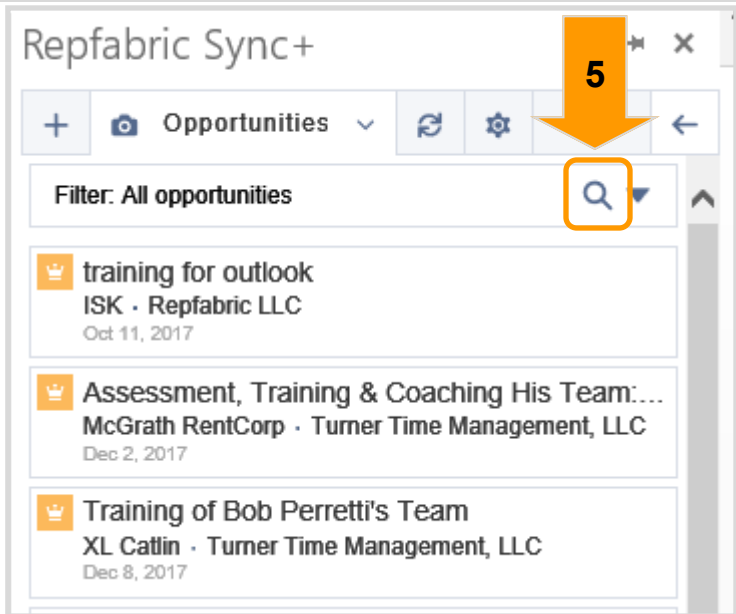 Repfabric Sync+
5
Opportunities
Filter: All opportunities
training for outlook
ISK · Repfabric LLC
Oct 11, 2017
Assessment, Training & Coaching His Team:...
McGrath RentCorp · Turner Time Management, LLC
Dec 2, 2017
Training of Bob Perretti's Team
XL Catlin · Turner Time Management, LLC
Dec 8, 2017